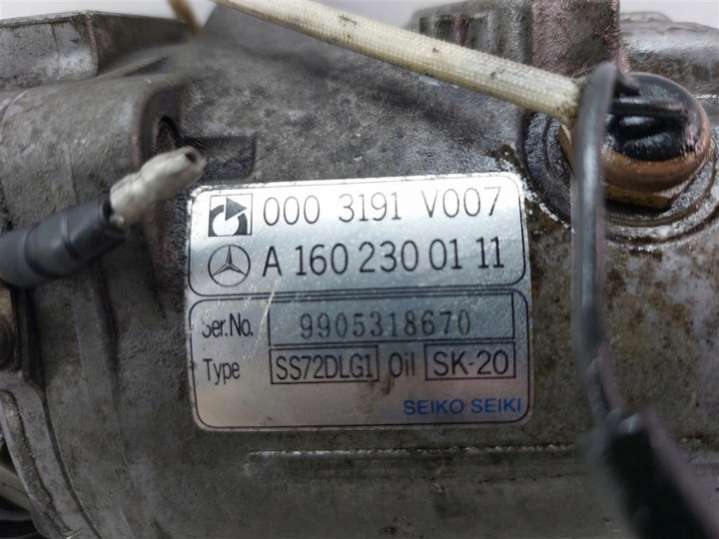 000 3191 V007
A 160 230 01 11
Ser.No. 9905318670
Type SS72DLG1 Oil SK-20
SEIKO SEIKI